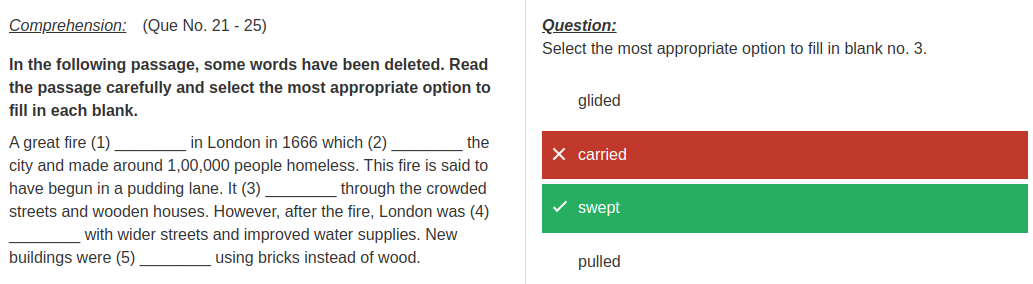 Comprehension: (Que No. 21 - 25)
In the following passage, some words have been deleted. Read
the passage carefully and select the most appropriate option to
fill in each blank.
A great fire (1) ________ in London in 1666 which (2) ________ the
city and made around 1,00,000 people homeless. This fire is said to
have begun in a pudding lane. It (3) ________ through the crowded
streets and wooden houses. However, after the fire, London was (4)
________ with wider streets and improved water supplies. New
buildings were (5) ________ using bricks instead of wood.
Question:
Select the most appropriate option to fill in blank no. 3.
glided
carried
swept
pulled